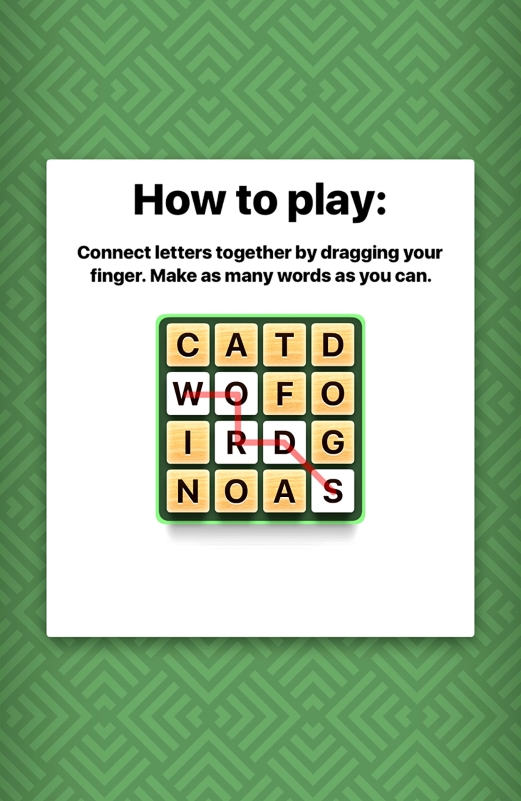 How to play:
Connect letters together by dragging your
finger. Make as many words as you can.
C A T D
W O F O
I R D G
N O A S